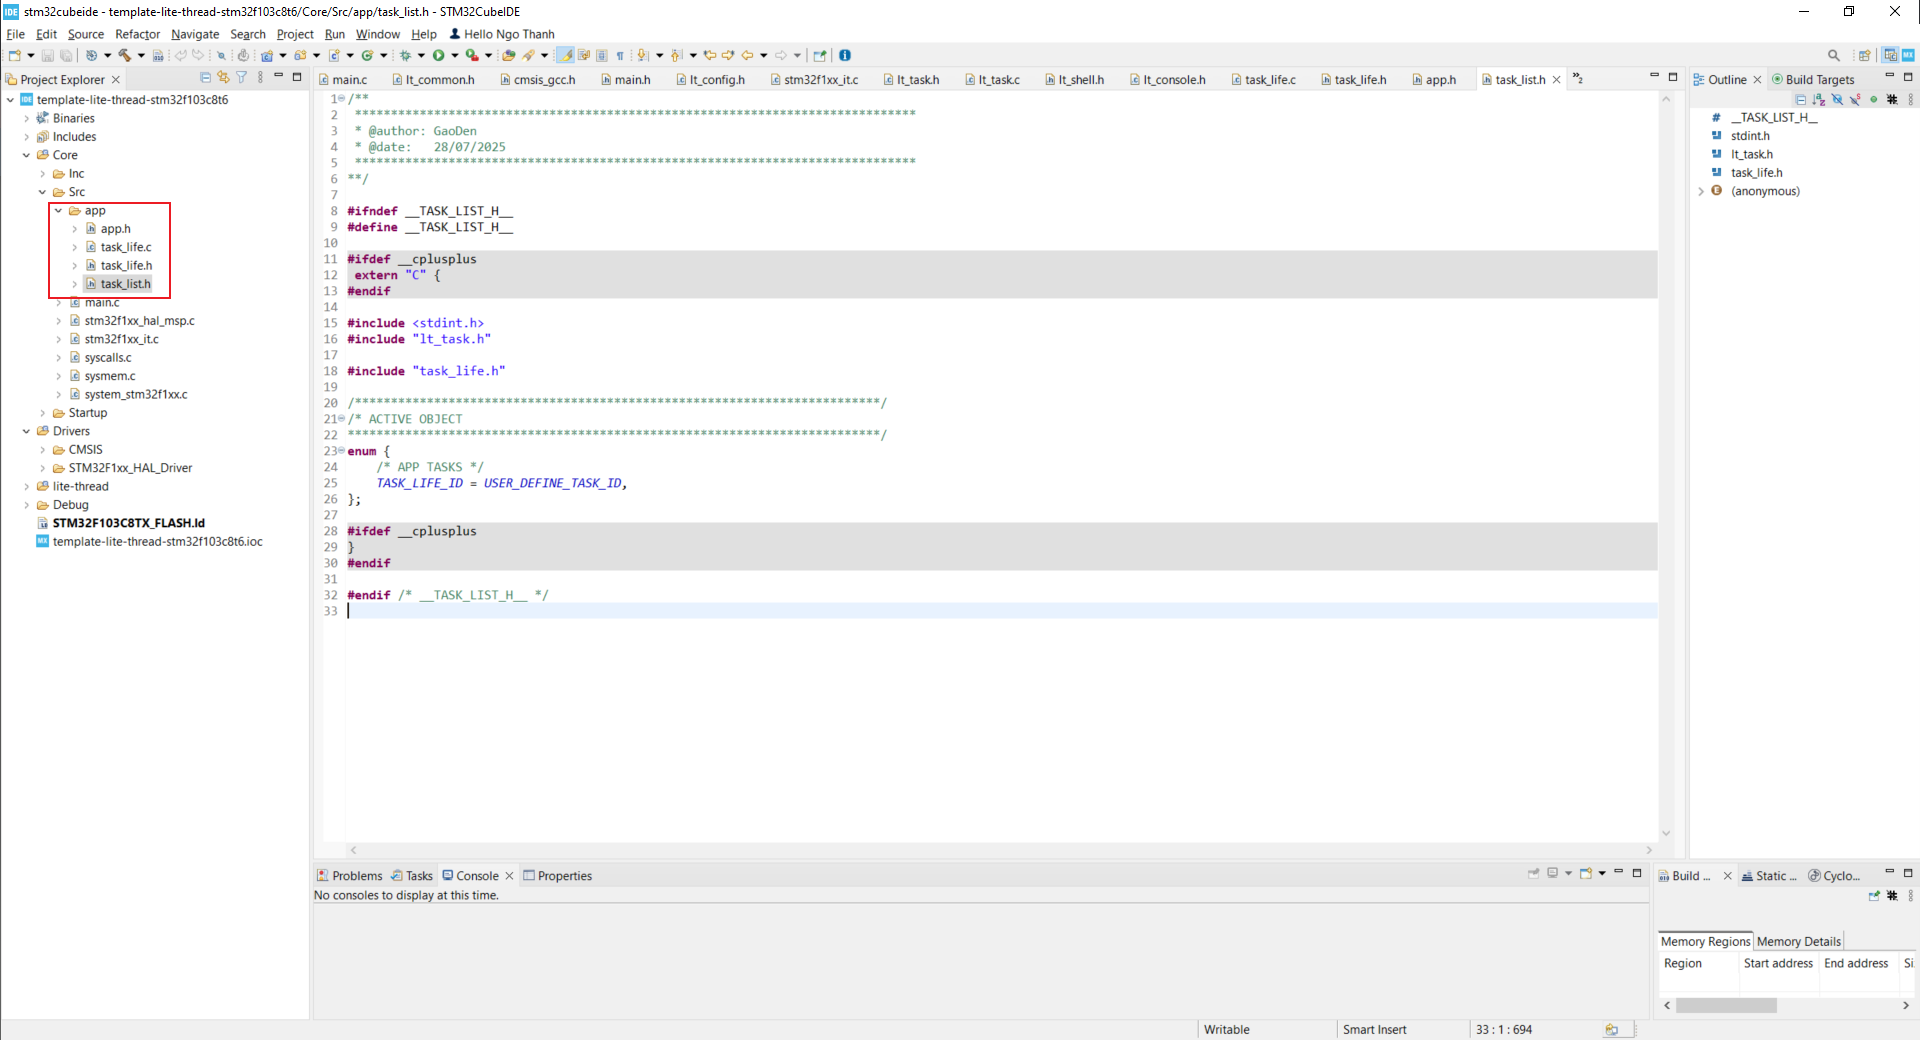 stm32cubeide - template-lite-thread-stm32f103c8t6/Core/Src/app/task_list.h - STM32CubeIDE
File Edit Source Refactor Navigate Search Project Run Window Help Hello Ngo Thanh
Project Explorer
template-lite-thread-stm32f103c8t6
Binaries
Includes
Core
Inc
Src
app
app.h
task_life.c
task_life.h
task_list.h
main.c
stm32f1xx_hal_msp.c
stm32f1xx_it.c
syscalls.c
sysmem.c
system_stm32f1xx.c
Startup
Drivers
CMSIS
STM32F1xx_HAL_Driver
lite-thread
Debug
STM32F103C8TX_FLASH.ld
template-lite-thread-stm32f103c8t6.ioc
main.c lt_common.h cmsis_gcc.h main.h lt_config.h stm32f1xx_it.c lt_task.h lt_task.c lt_shell.h lt_console.h task_life.c task_life.h app.h task_list.h »2
1 /**
2 ******************************************************************************
3 * @author: GaoDen
4 * @date:   28/07/2025
5 ******************************************************************************
6 **/
7
8 #ifndef __TASK_LIST_H__
9 #define __TASK_LIST_H__
10
11 #ifdef __cplusplus
12 extern "C" {
13 #endif
14
15 #include <stdint.h>
16 #include "lt_task.h"
17
18 #include "task_life.h"
19
20 /*************************************************************************/
21 /* ACTIVE OBJECT
22 **************************************************************************/
23 enum {
24     /* APP TASKS */
25     TASK_LIFE_ID = USER_DEFINE_TASK_ID,
26 };
27
28 #ifdef __cplusplus
29 }
30 #endif
31
32 #endif /* __TASK_LIST_H__ */
33
Outline Build Targets
# __TASK_LIST_H__
stdint.h
lt_task.h
task_life.h
(anonymous)
Problems Tasks Console Properties
No consoles to display at this time.
Build ... Static ... Cyclo...
Memory Regions Memory Details
Region Start address End address Si
Writable Smart Insert 33 : 1 : 694